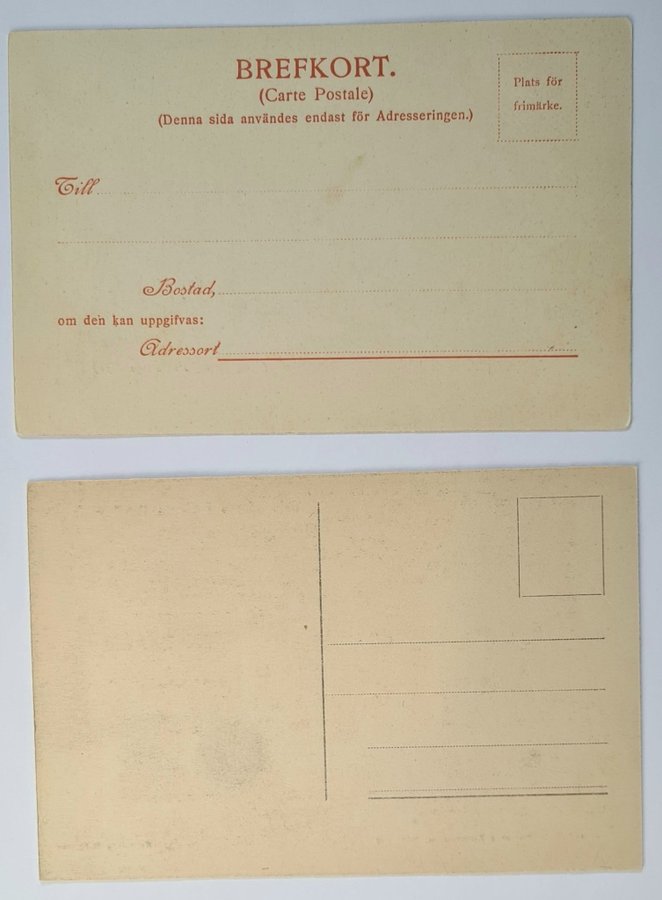 BREFKORT.
(Carte Postale)
(Denna sida användes endast för Adresseringen.)
Plats för
frimärke.
Till
Bostad,
om den kan uppgifvas:
Adressort